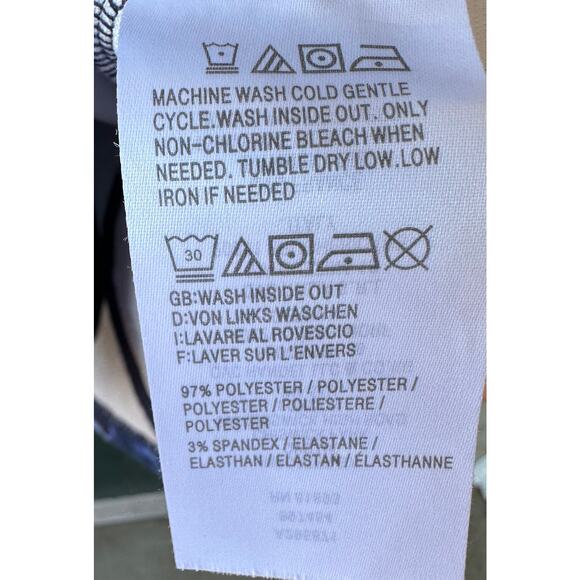 MACHINE WASH COLD GENTLE
CYCLE.WASH INSIDE OUT. ONLY
NON-CHLORINE BLEACH WHEN
NEEDED. TUMBLE DRY LOW.LOW
IRON IF NEEDED
30
GB:WASH INSIDE OUT
D:VON LINKS WASCHEN
I:LAVARE AL ROVESCIO
F:LAVER SUR L'ENVERS
97% POLYESTER / POLYESTER /
POLYESTER / POLIESTERE /
POLYESTER
3% SPANDEX / ELASTANE /
ELASTHAN / ELASTAN / ÉLASTHANNE